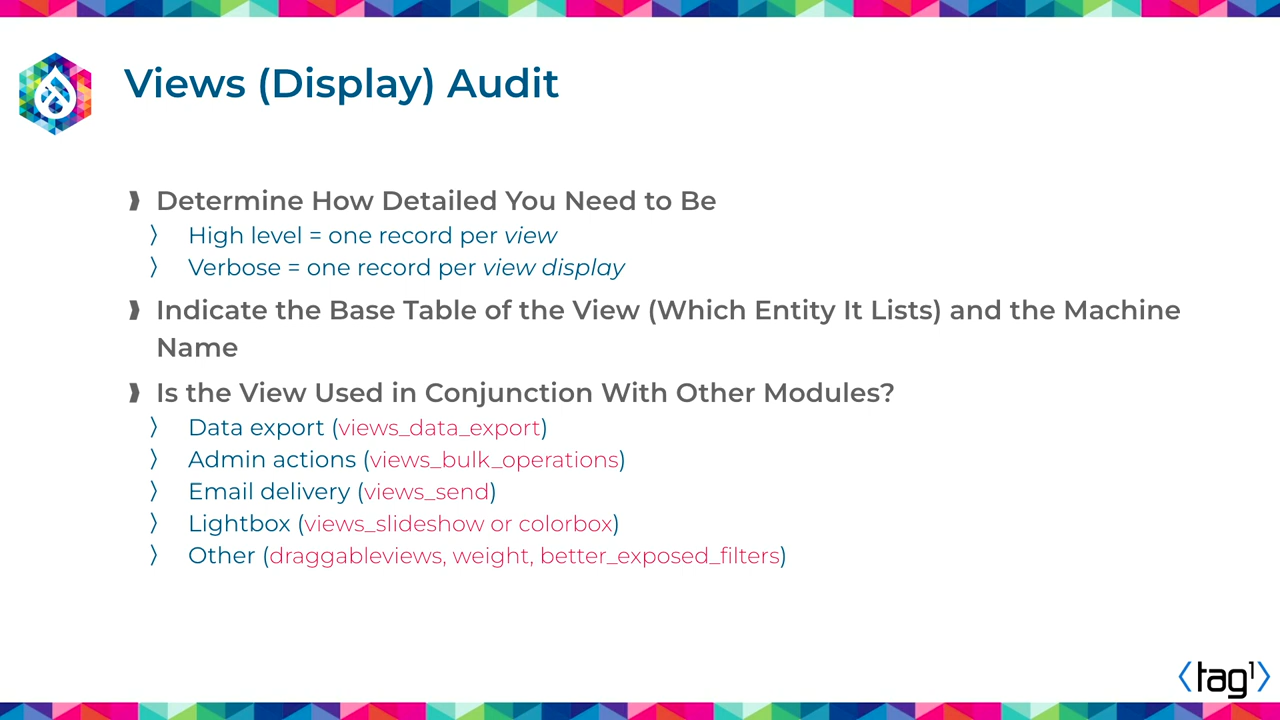 Views (Display) Audit
Determine How Detailed You Need to Be
High level = one record per view
Verbose = one record per view display
Indicate the Base Table of the View (Which Entity It Lists) and the Machine
Name
Is the View Used in Conjunction With Other Modules?
Data export (views_data_export)
Admin actions (views_bulk_operations)
Email delivery (views_send)
Lightbox (views_slideshow or colorbox)
Other (draggableviews, weight, better_exposed_filters)
⟨tag¹⟩